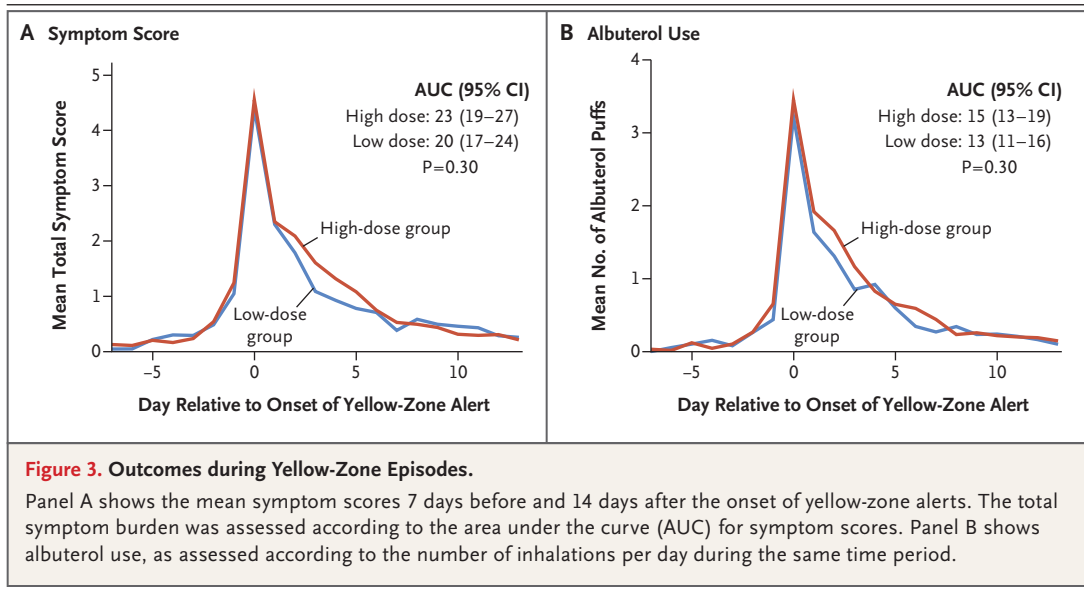 A Symptom Score
5
4
3
2
1
0
Mean Total Symptom Score
AUC (95% CI)
High dose: 23 (19–27)
Low dose: 20 (17–24)
P=0.30
High-dose group
Low-dose
group
−5
0
5
10
Day Relative to Onset of Yellow-Zone Alert
B Albuterol Use
4
3
2
1
0
Mean No. of Albuterol Puffs
AUC (95% CI)
High dose: 15 (13–19)
Low dose: 13 (11–16)
P=0.30
High-dose group
Low-dose
group
−5
0
5
10
Day Relative to Onset of Yellow-Zone Alert
Figure 3. Outcomes during Yellow-Zone Episodes.
Panel A shows the mean symptom scores 7 days before and 14 days after the onset of yellow-zone alerts. The total
symptom burden was assessed according to the area under the curve (AUC) for symptom scores. Panel B shows
albuterol use, as assessed according to the number of inhalations per day during the same time period.